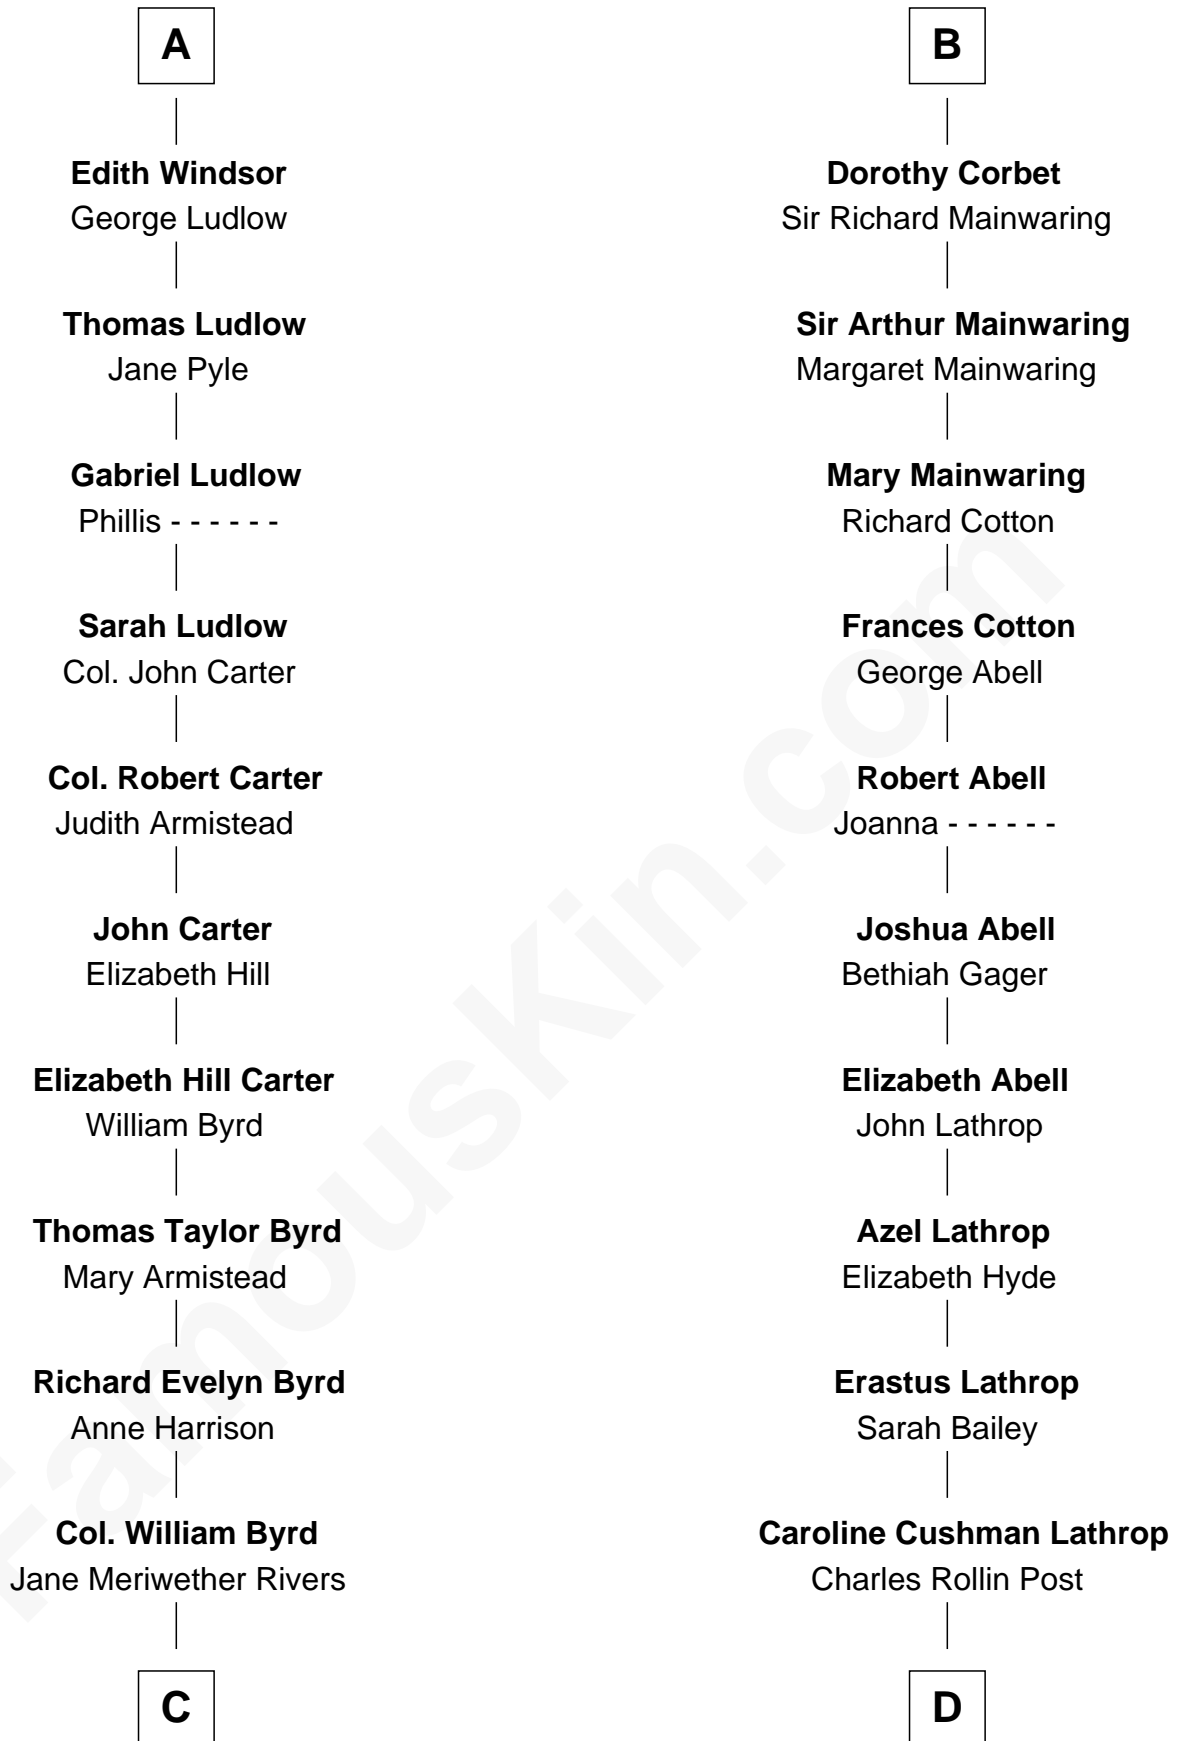 A
Edith Windsor
George Ludlow
Thomas Ludlow
Jane Pyle
Gabriel Ludlow
Phillis - - - - - -
Sarah Ludlow
Col. John Carter
Col. Robert Carter
Judith Armistead
John Carter
Elizabeth Hill
Elizabeth Hill Carter
William Byrd
Thomas Taylor Byrd
Mary Armistead
Richard Evelyn Byrd
Anne Harrison
Col. William Byrd
Jane Meriwether Rivers
C
B
Dorothy Corbet
Sir Richard Mainwaring
Sir Arthur Mainwaring
Margaret Mainwaring
Mary Mainwaring
Richard Cotton
Frances Cotton
George Abell
Robert Abell
Joanna - - - - - -
Joshua Abell
Bethiah Gager
Elizabeth Abell
John Lathrop
Azel Lathrop
Elizabeth Hyde
Erastus Lathrop
Sarah Bailey
Caroline Cushman Lathrop
Charles Rollin Post
D
FamousKin.com